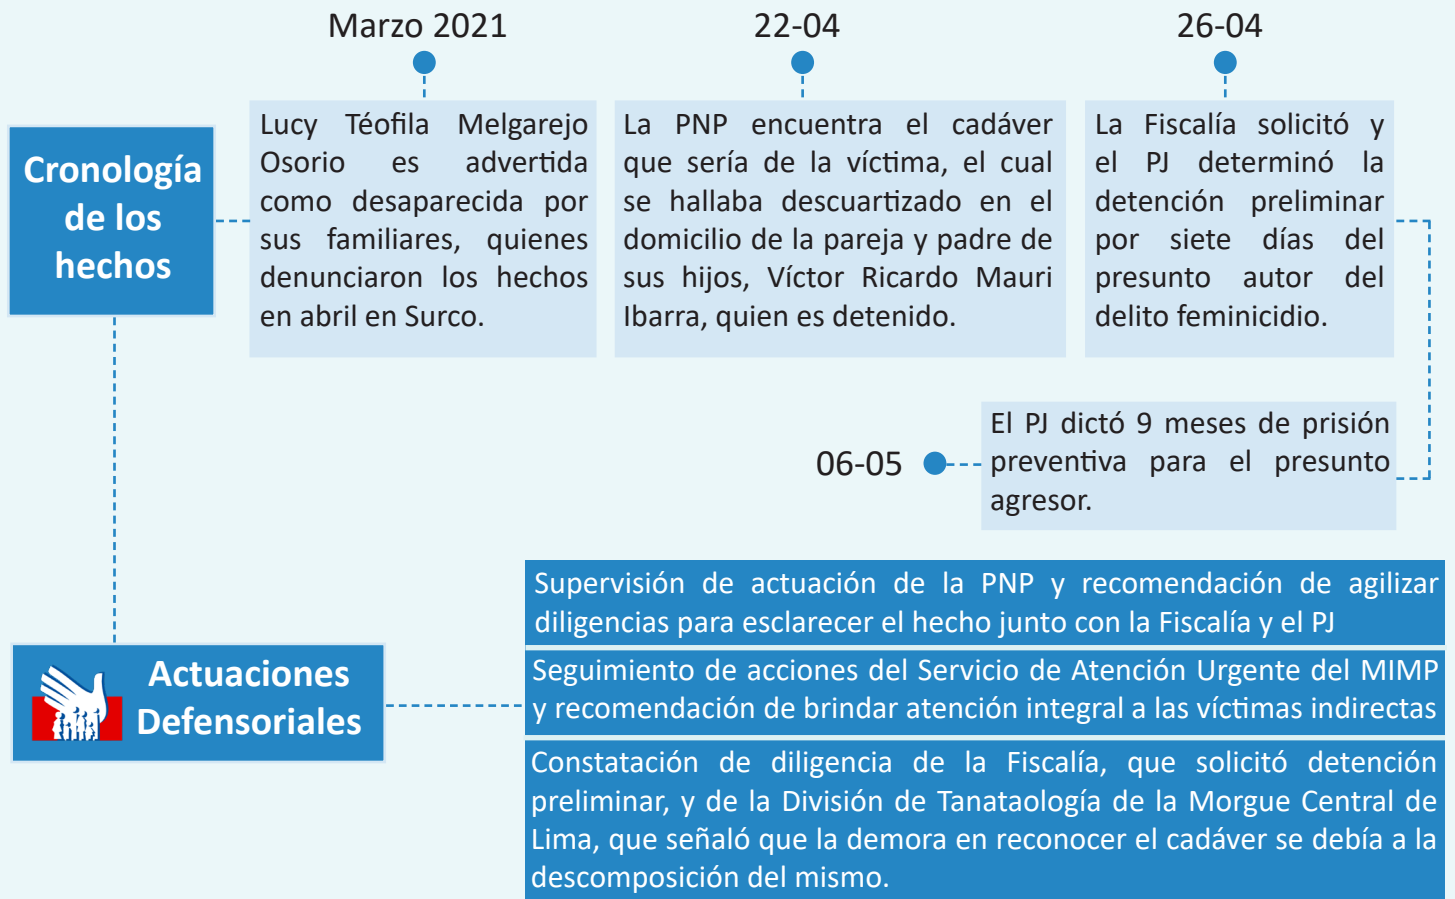 Marzo 2021
22-04
26-04
Cronología
de los
hechos
Lucy Téofila Melgarejo
Osorio es advertida
como desaparecida por
sus familiares, quienes
denunciaron los hechos
en abril en Surco.
La PNP encuentra el cadáver
que sería de la víctima, el cual
se hallaba descuartizado en el
domicilio de la pareja y padre de
sus hijos, Víctor Ricardo Mauri
Ibarra, quien es detenido.
La Fiscalía solicitó y
el PJ determinó la
detención preliminar
por siete días del
presunto autor del
delito feminicidio.
06-05
El PJ dictó 9 meses de prisión
preventiva para el presunto
agresor.
Actuaciones
Defensoriales
Supervisión de actuación de la PNP y recomendación de agilizar
diligencias para esclarecer el hecho junto con la Fiscalía y el PJ
Seguimiento de acciones del Servicio de Atención Urgente del MIMP
y recomendación de brindar atención integral a las víctimas indirectas
Constatación de diligencia de la Fiscalía, que solicitó detención
preliminar, y de la División de Tanataología de la Morgue Central de
Lima, que señaló que la demora en reconocer el cadáver se debía a la
descomposición del mismo.